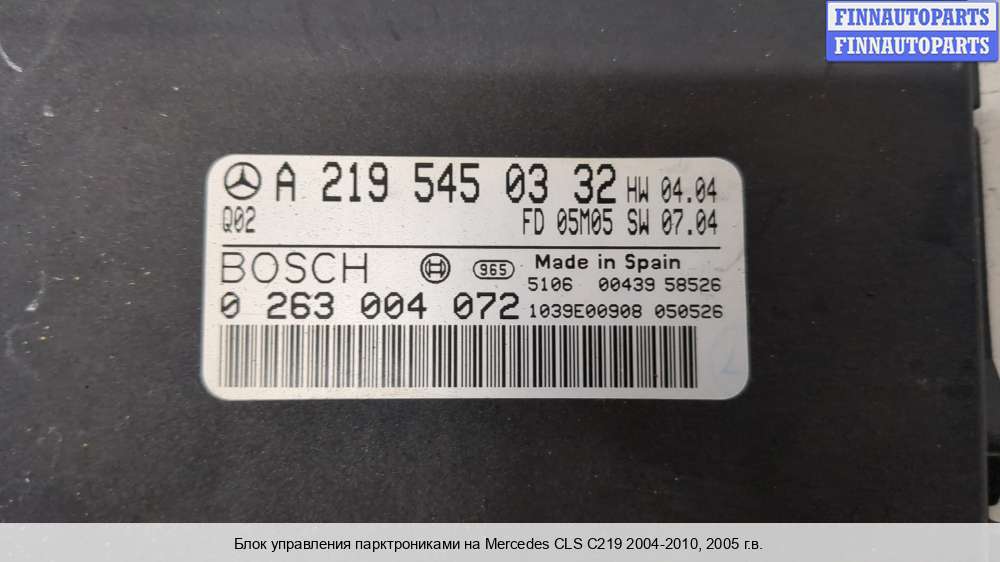 FINNAUTOPARTS
FINNAUTOPARTS
A 219 545 03 32 HW 04.04
Q02 FD 05M05 SW 07.04
BOSCH 965 Made in Spain
5106 00439 58526
0 263 004 072 1039E00908 050526
Блок управления парктрониками на Mercedes CLS C219 2004-2010, 2005 г.в.